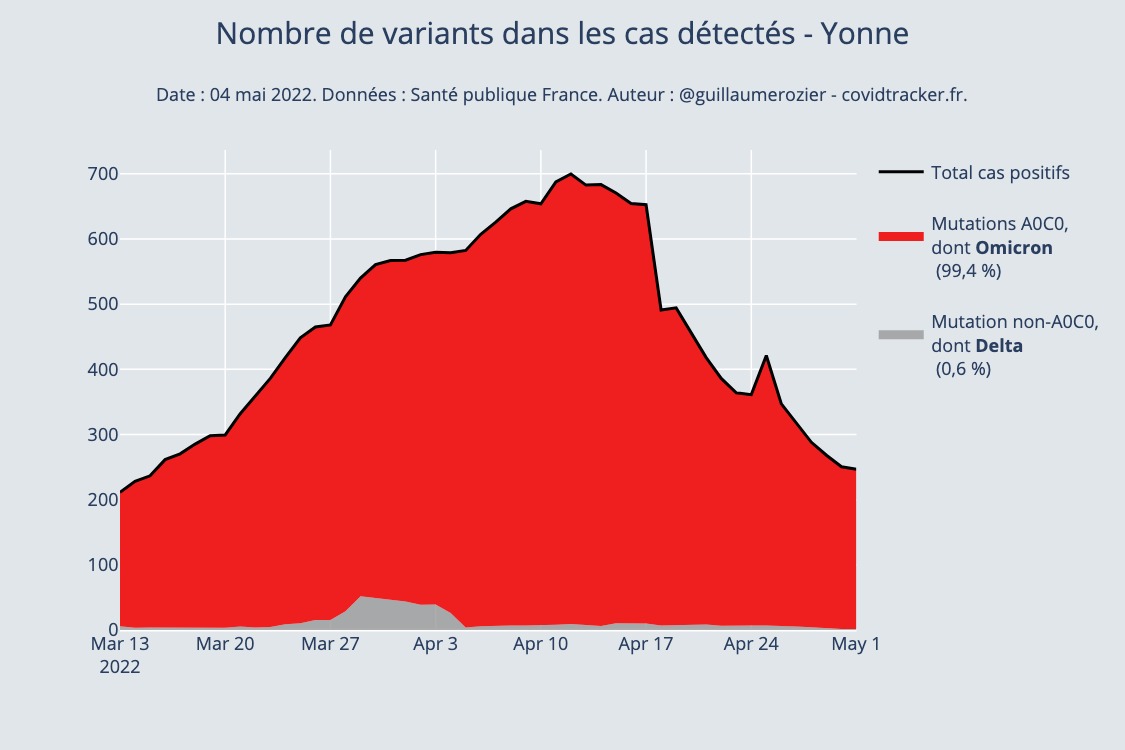 Nombre de variants dans les cas détectés - Yonne
Date : 04 mai 2022. Données : Santé publique France. Auteur : @guillaumerozier - covidtracker.fr.
700
600
500
400
300
200
100
0
Mar 13
2022
Mar 20
Mar 27
Apr 3
Apr 10
Apr 17
Apr 24
May 1
Total cas positifs
Mutations A0C0,
dont Omicron
(99,4 %)
Mutation non-A0C0,
dont Delta
(0,6 %)